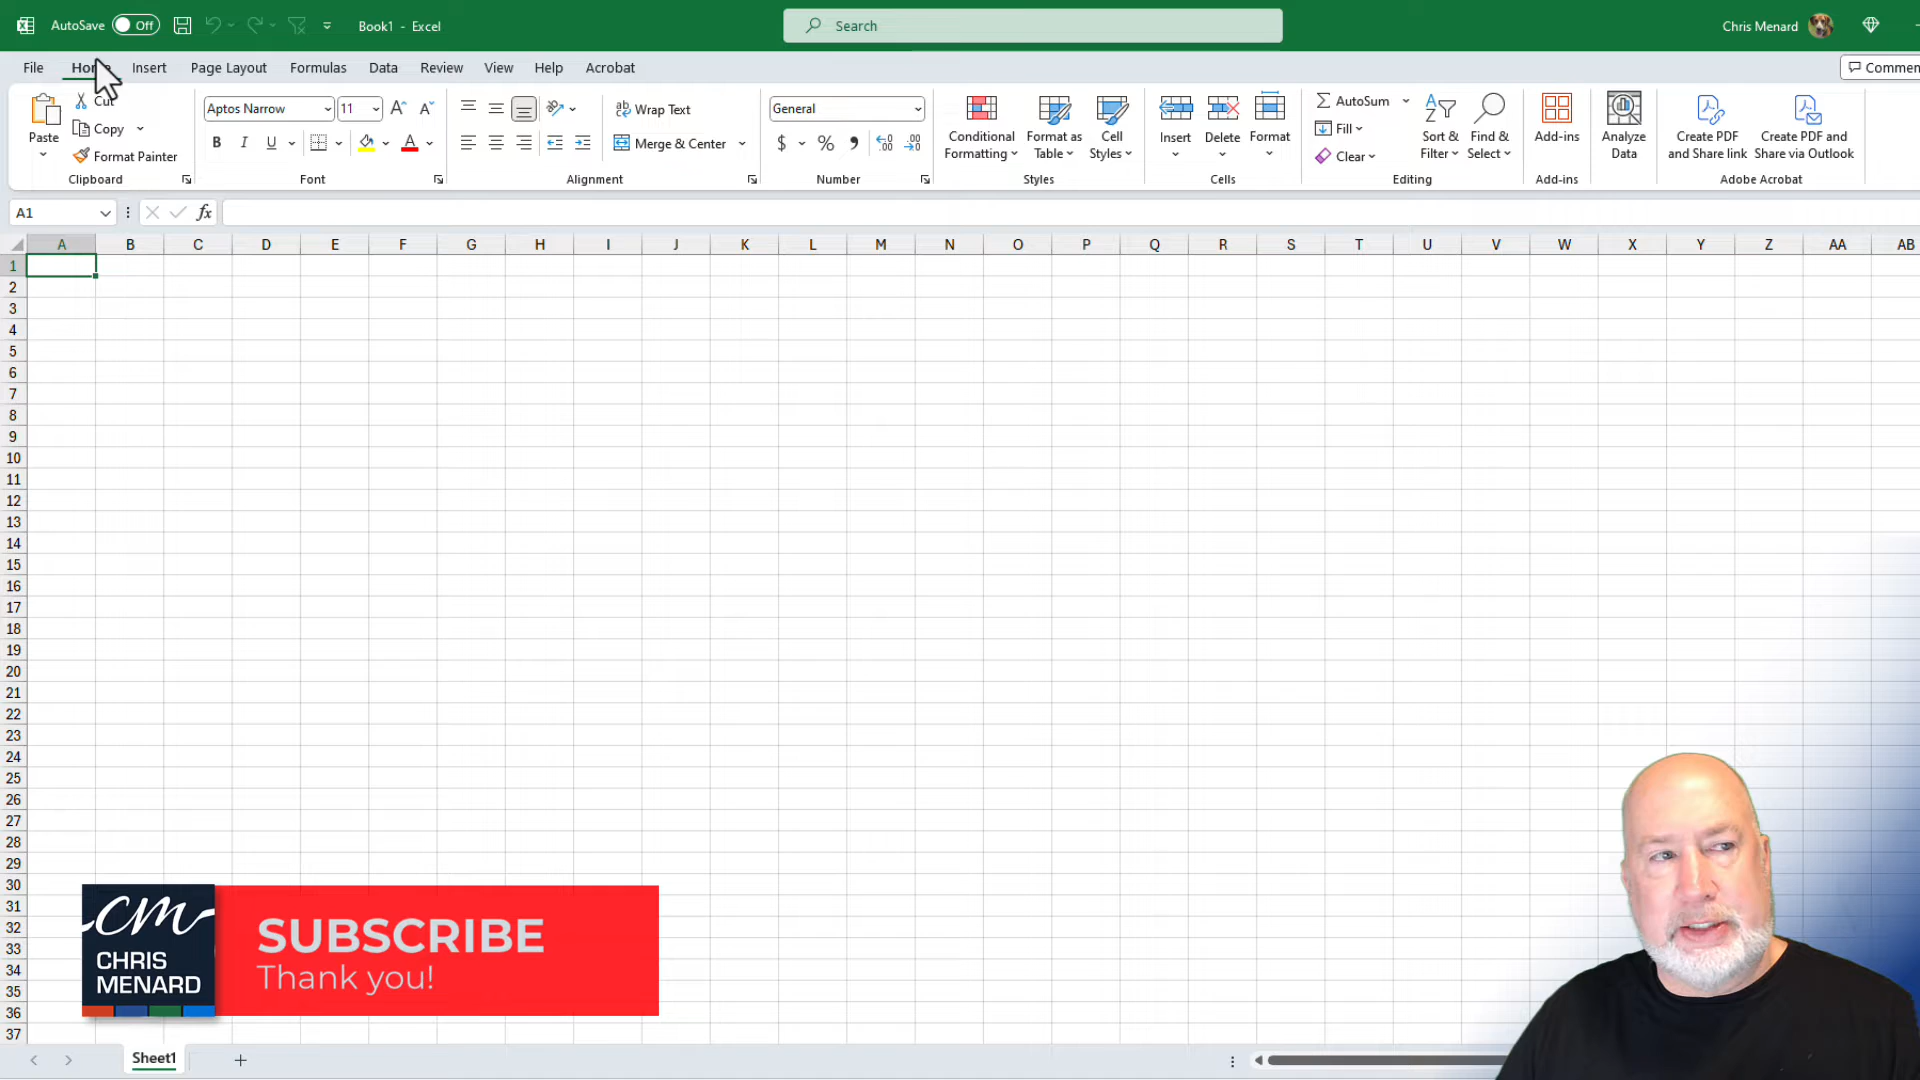 AutoSave Off Book1 - Excel Search Chris Menard
File Insert Page Layout Formulas Data Review View Help Acrobat
Paste Cut Copy Format Painter
Clipboard
Aptos Narrow 11
B I U A
Font
Wrap Text
Merge & Center
Alignment
General
$ %
Number
Conditional Formatting
Format as Table
Cell Styles
Styles
Insert Delete Format
Cells
AutoSum
Fill
Clear
Sort & Filter
Find & Select
Editing
Add-ins
Add-ins
Analyze Data
Create PDF and Share link
Create PDF and Share via Outlook
Adobe Acrobat
A1 fx
A B C D E F G H I J K L M N O P Q R S T U V W X Y Z AA AB
1
2
3
4
5
6
7
8
9
10
11
12
13
14
15
16
17
18
19
20
21
22
23
24
25
26
27
28
29
30
31
32
33
34
35
36
37
cm
CHRIS
MENARD
SUBSCRIBE
Thank you!
Sheet1